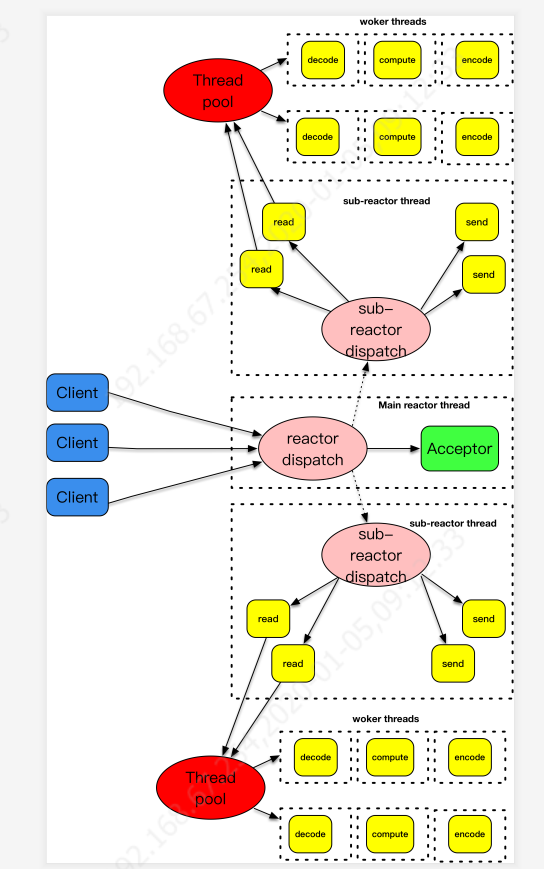 woker threads
decode
compute
encode
Thread
pool
decode
compute
encode
sub-reactor thread
read
send
read
send
sub-
reactor
dispatch
Client
Main reactor thread
Client
reactor
dispatch
Acceptor
Client
sub-reactor thread
sub-
reactor
dispatch
read
send
read
send
woker threads
decode
compute
encode
Thread
pool
decode
compute
encode